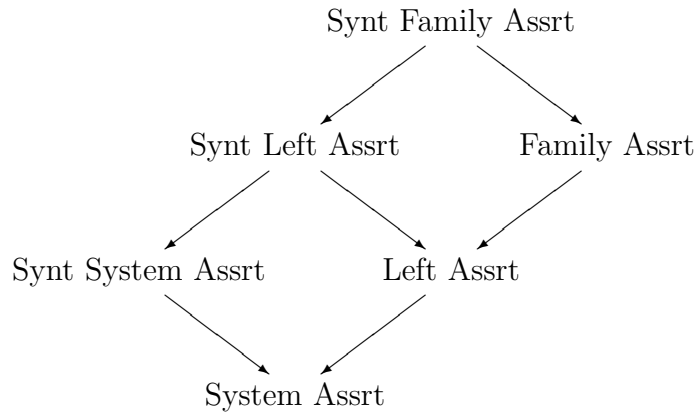 Synt Family Assrt
Synt Left Assrt
Family Assrt
Synt System Assrt
Left Assrt
System Assrt